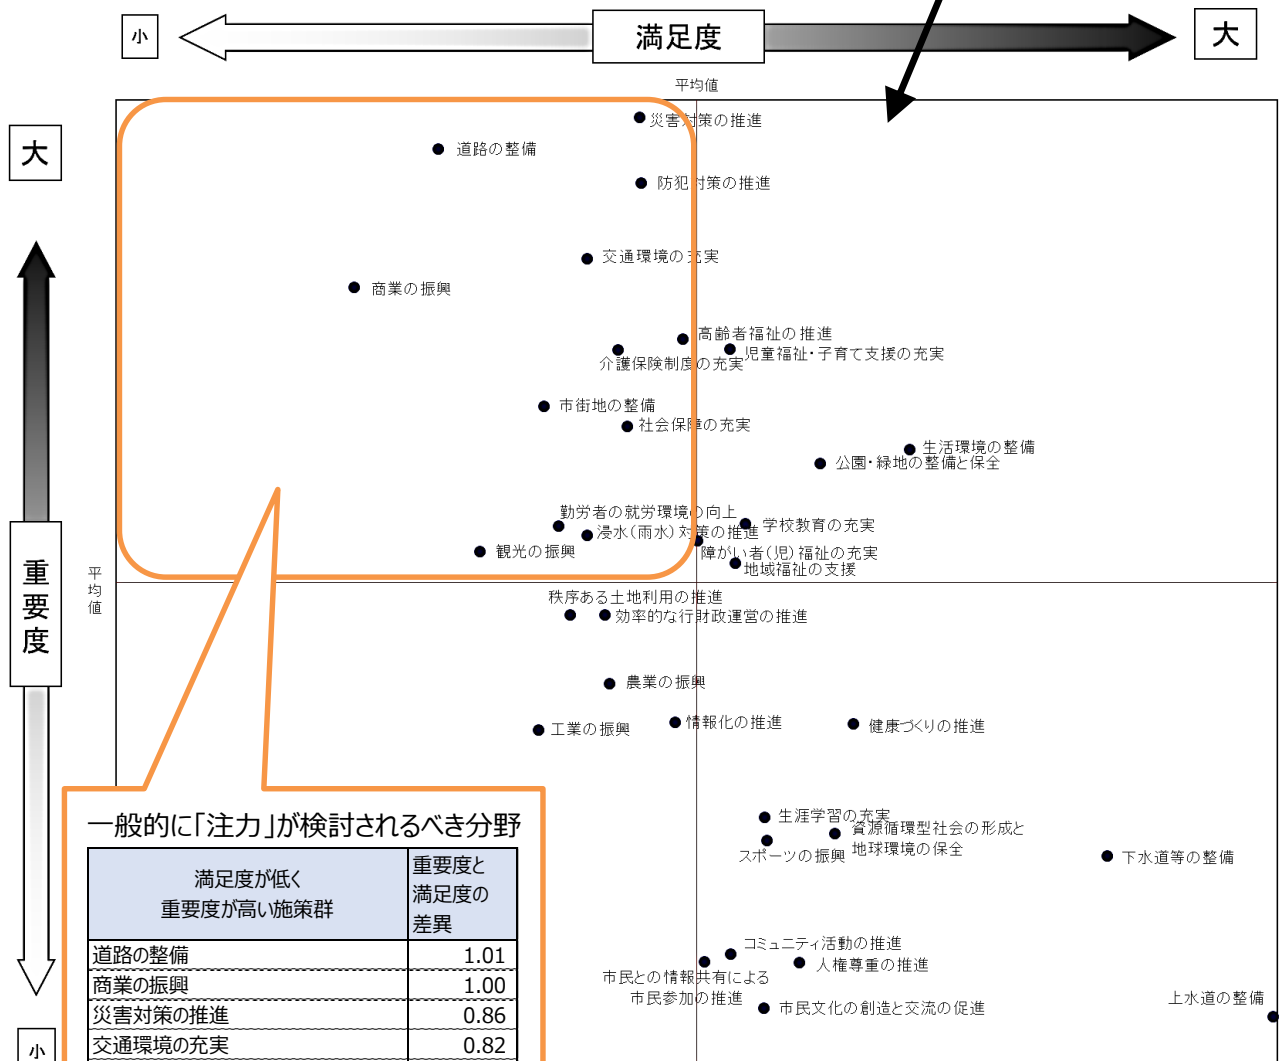 小
満足度
大
平均値
大
災害対策の推進
道路の整備
防犯対策の推進
交通環境の充実
商業の振興
高齢者福祉の推進
児童福祉・子育て支援の充実
介護保険制度の充実
市街地の整備
社会保障の充実
生活環境の整備
公園・緑地の整備と保全
勤労者の就労環境の向上
学校教育の充実
浸水（雨水）対策の推進
観光の振興
障がい者（児）福祉の充実
地域福祉の支援
重要度
平均値
秩序ある土地利用の推進
効率的な行財政運営の推進
農業の振興
情報化の推進
工業の振興
健康づくりの推進
生涯学習の充実
資源循環型社会の形成と
地球環境の保全
スポーツの振興
下水道等の整備
コミュニティ活動の推進
人権尊重の推進
市民との情報共有による
市民参加の推進
市民文化の創造と交流の促進
上水道の整備
小
一般的に「注力」が検討されるべき分野
満足度が低く
重要度が高い施策群
重要度と
満足度の
差異
道路の整備 1.01
商業の振興 1.00
災害対策の推進 0.86
交通環境の充実 0.82